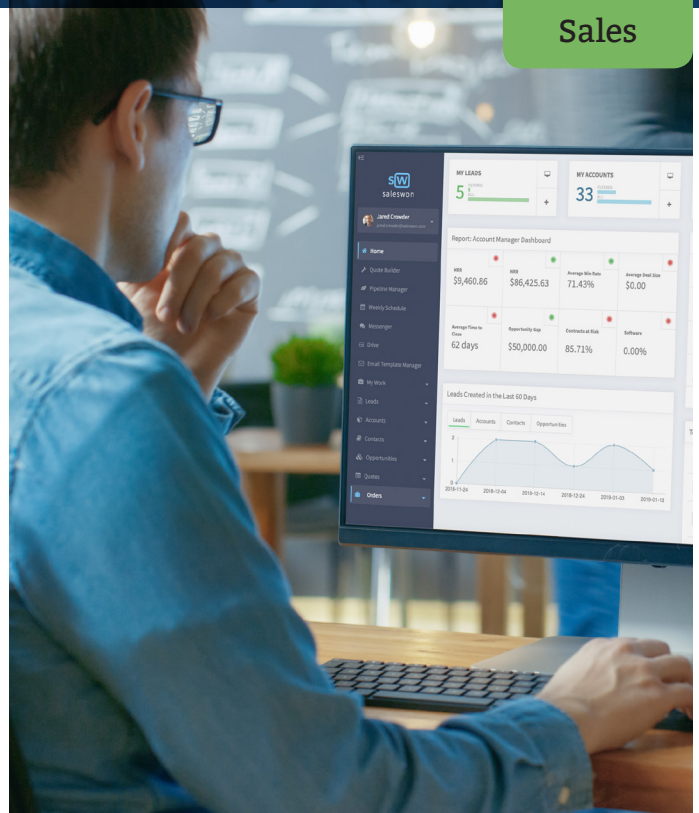 Sales
sw
saleswon
Jared Crowder
Home
Quote Builder
Pipeline Manager
Weekly Schedule
Messenger
Drive
Email Template Manager
My Work
Leads
Accounts
Contacts
Opportunities
Quotes
Orders
MY LEADS
5
MY ACCOUNTS
33
Report: Account Manager Dashboard
$9,460.86
$86,425.63
Average Win Rate
71.43%
Average Deal Size
$0.00
Average Time to
Close
62 days
Opportunity Gap
$50,000.00
Contracts at Risk
85.71%
Software
0.00%
Leads Created in the Last 60 Days
Leads Accounts Contacts Opportunities
2
1
0
2018-11-24 2018-12-04 2018-12-14 2018-12-24 2019-01-03 2019-01-13